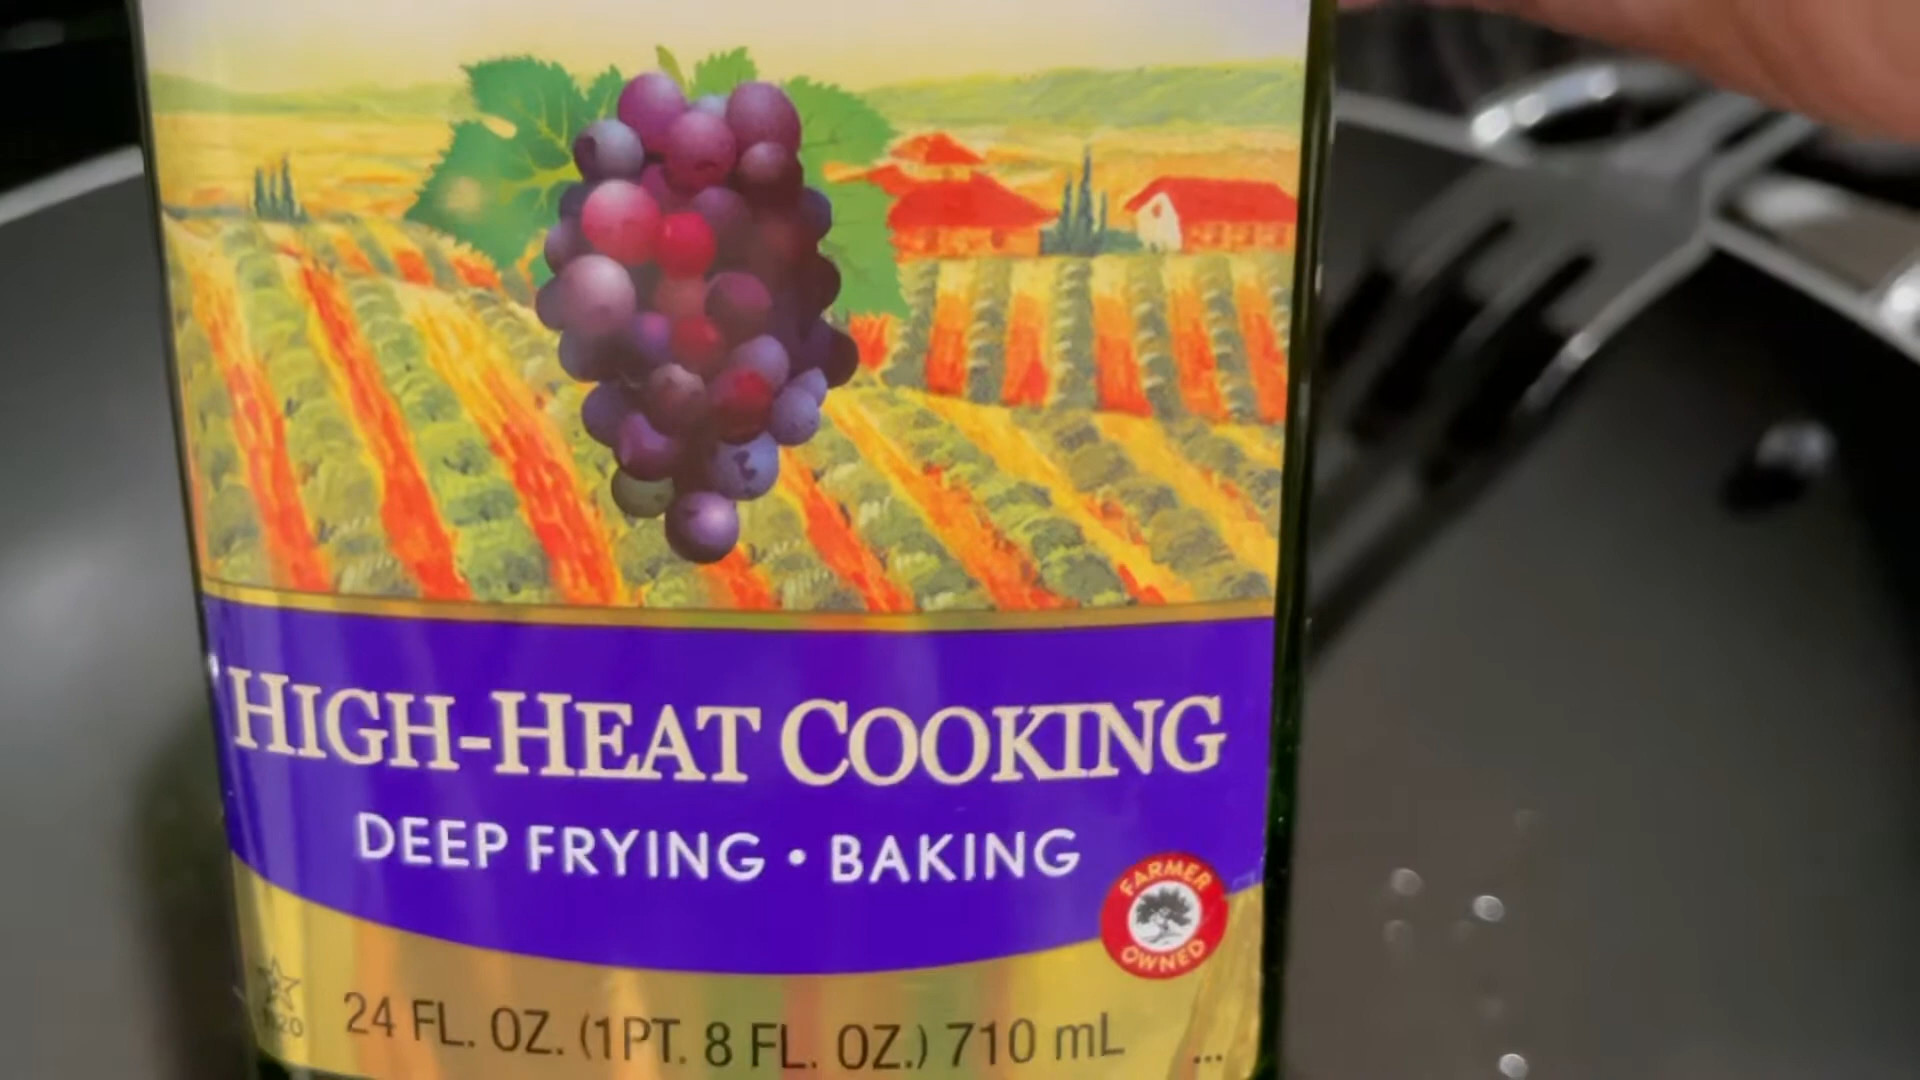 HIGH-HEAT COOKING
DEEP FRYING • BAKING
FARMER
OWNED
24 FL. OZ. (1PT. 8 FL. OZ.) 710 mL